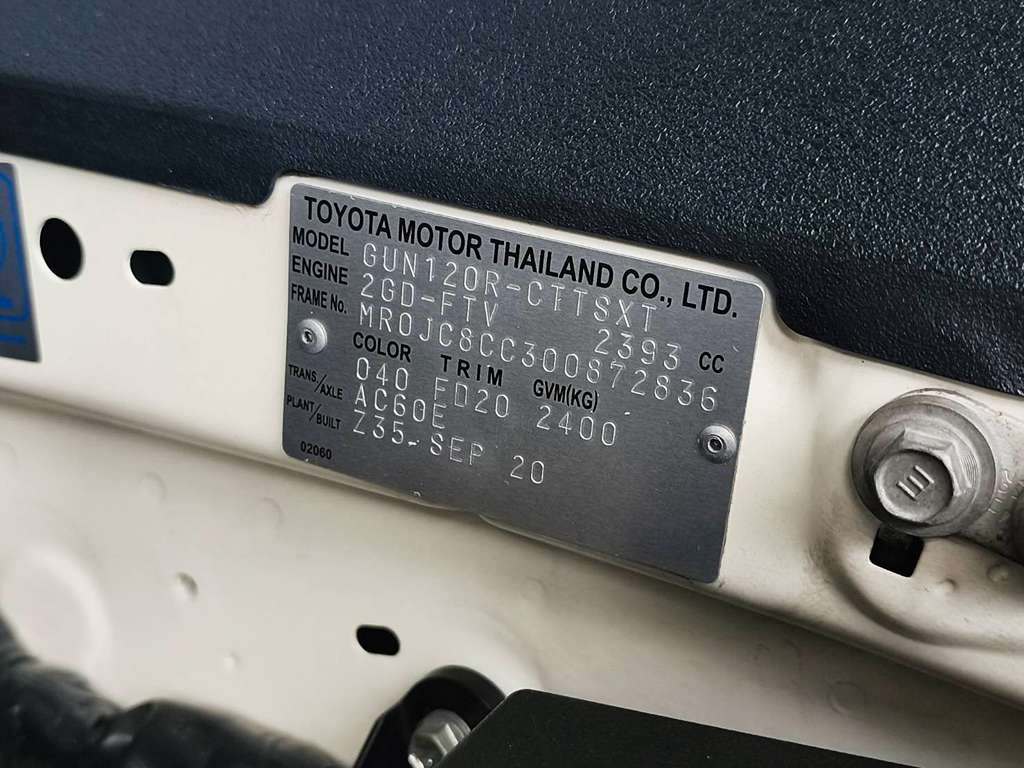 TOYOTA MOTOR THAILAND CO., LTD.
MODEL GUN120R-CTTSXT
ENGINE 2GD-FTV 2393 CC
FRAME No. MR0JC8CC300872836
COLOR TRIM GVM(KG)
040 FD20 2400
TRANS./AXLE AC60E
PLANT/BUILT Z35-SEP 20
02060